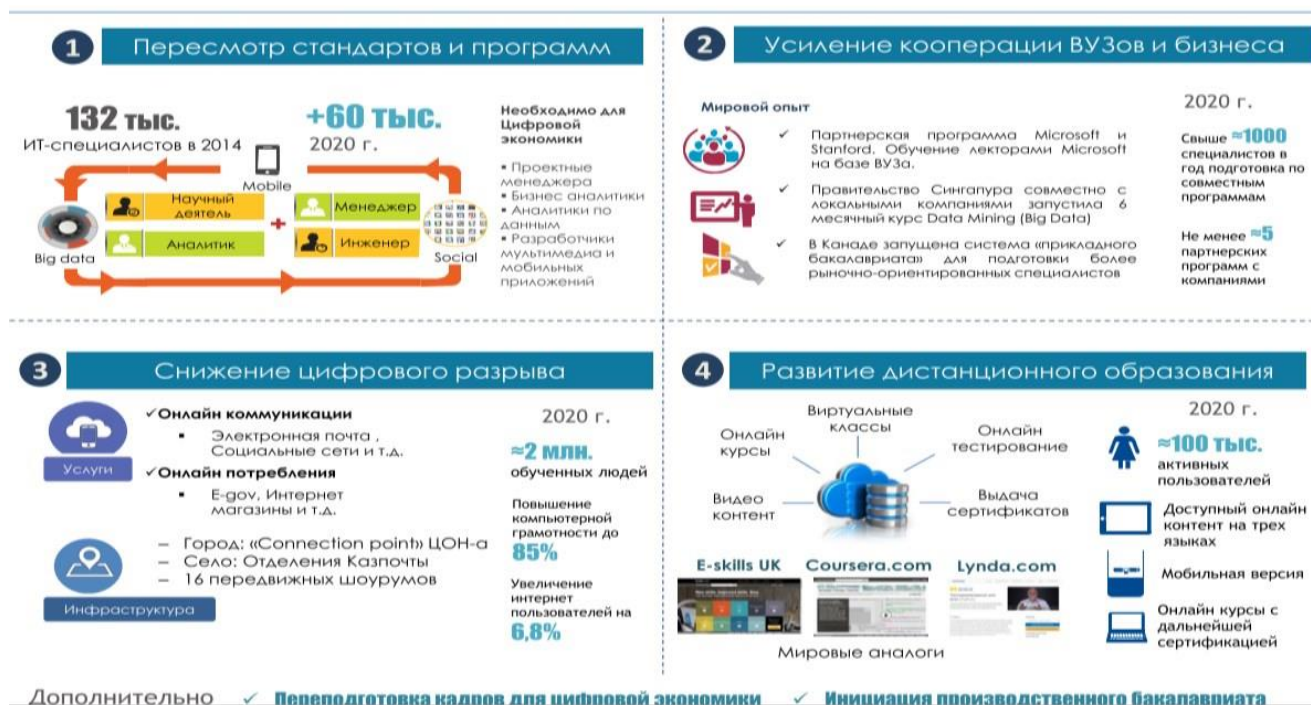 1
Пересмотр стандартов и программ
132 тыс.
ИТ-специалистов в 2014
+60 тыс.
2020 г.
Mobile
Научный
деятель
Аналитик
+
Менеджер
Инженер
Big data
Social
Необходимо для
Цифровой
экономики
▪ Проектные
менеджера
▪ Бизнес аналитики
▪ Аналитики по
данным
▪ Разработчики
мультимедиа и
мобильных
приложений
2
Усиление кооперации ВУЗов и бизнеса
Мировой опыт
✓ Партнерская программа Microsoft и
Stanford. Обучение лекторами Microsoft
на базе ВУЗа.
✓ Правительство Сингапура совместно с
локальными компаниями запустила 6
месячный курс Data Mining (Big Data)
✓ В Канаде запущена система «прикладного
бакалавриата» для подготовки более
рыночно-ориентированных специалистов
2020 г.
Свыше ≈1000
специалистов в
год подготовка по
совместным
программам
Не менее ≈5
партнерских
программ с
компаниями
3
Снижение цифрового разрыва
Услуги
✓Онлайн коммуникации
▪ Электронная почта ,
Социальные сети и т.д.
✓Онлайн потребления
▪ E-gov, Интернет
магазины и т.д.
Инфраструктура
– Город: «Connection point» ЦОН-а
– Село: Отделения Казпочты
– 16 передвижных шоурумов
2020 г.
≈2 млн.
обученных людей
Повышение
компьютерной
грамотности до
85%
Увеличение
интернет
пользователей на
6,8%
4
Развитие дистанционного образования
Онлайн
курсы
Виртуальные
классы
Онлайн
тестирование
Видео
контент
Выдача
сертификатов
E-skills UK
Coursera.com
Lynda.com
Мировые аналоги
2020 г.
≈100 тыс.
активных
пользователей
Доступный онлайн
контент на трех
языках
Мобильная версия
Онлайн курсы с
дальнейшей
сертификацией
Дополнительно ✓ Переподготовка кадров для цифровой экономики ✓ Инициация производственного бакалавриата